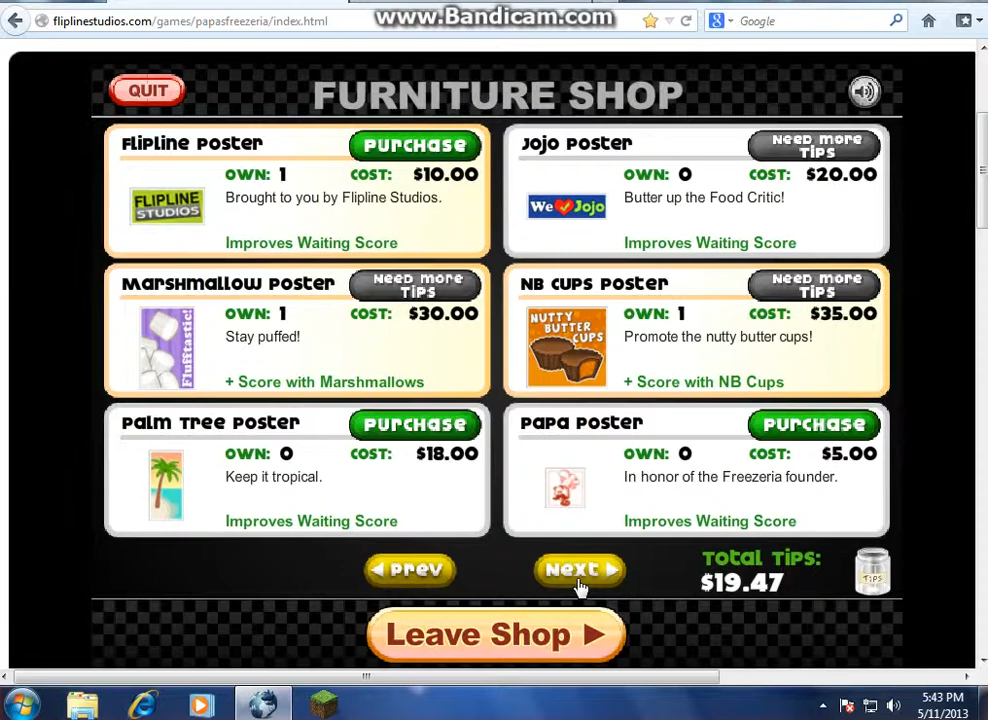 www.Bandicam.com
fliplinestudios.com/games/papasfreezeria/index.html
Google
QUIT
FURNITURE SHOP
Flipline Poster
Purchase
OWN: 1 COST: $10.00
FLIPLINE STUDIOS
Brought to you by Flipline Studios.
Improves Waiting Score
Jojo Poster
Need more Tips
OWN: 0 COST: $20.00
We Jojo
Butter up the Food Critic!
Improves Waiting Score
Marshmallow Poster
Need more Tips
OWN: 1 COST: $30.00
Flufftastic!
Stay puffed!
+ Score with Marshmallows
NB Cups Poster
Need more Tips
OWN: 1 COST: $35.00
NUTTY BUTTER CUPS
Promote the nutty butter cups!
+ Score with NB Cups
Palm Tree Poster
Purchase
OWN: 0 COST: $18.00
Keep it tropical.
Improves Waiting Score
Papa Poster
Purchase
OWN: 0 COST: $5.00
In honor of the Freezeria founder.
Improves Waiting Score
Prev
Next
Total Tips:
$19.47
TIPS
Leave Shop
5:43 PM
5/11/2013